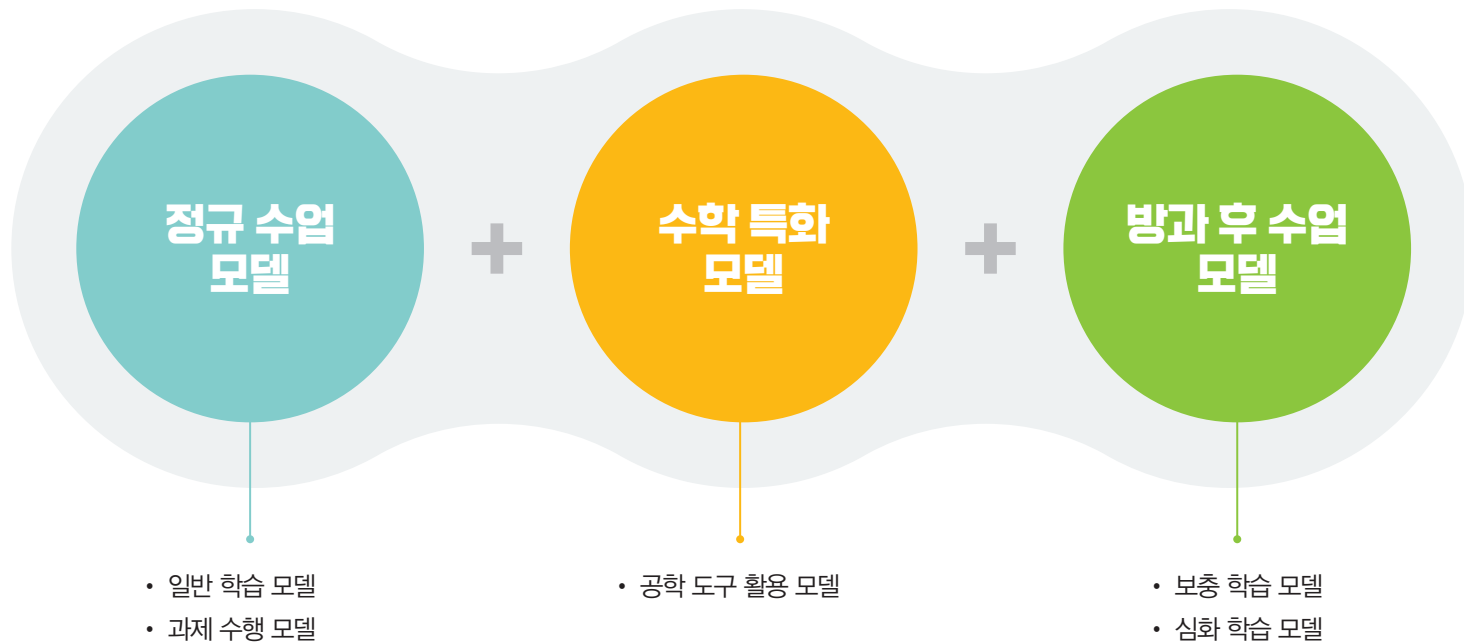 정규 수업
모델
+
수학 특화
모델
+
방과 후 수업
모델
• 일반 학습 모델
• 과제 수행 모델
• 공학 도구 활용 모델
• 보충 학습 모델
• 심화 학습 모델